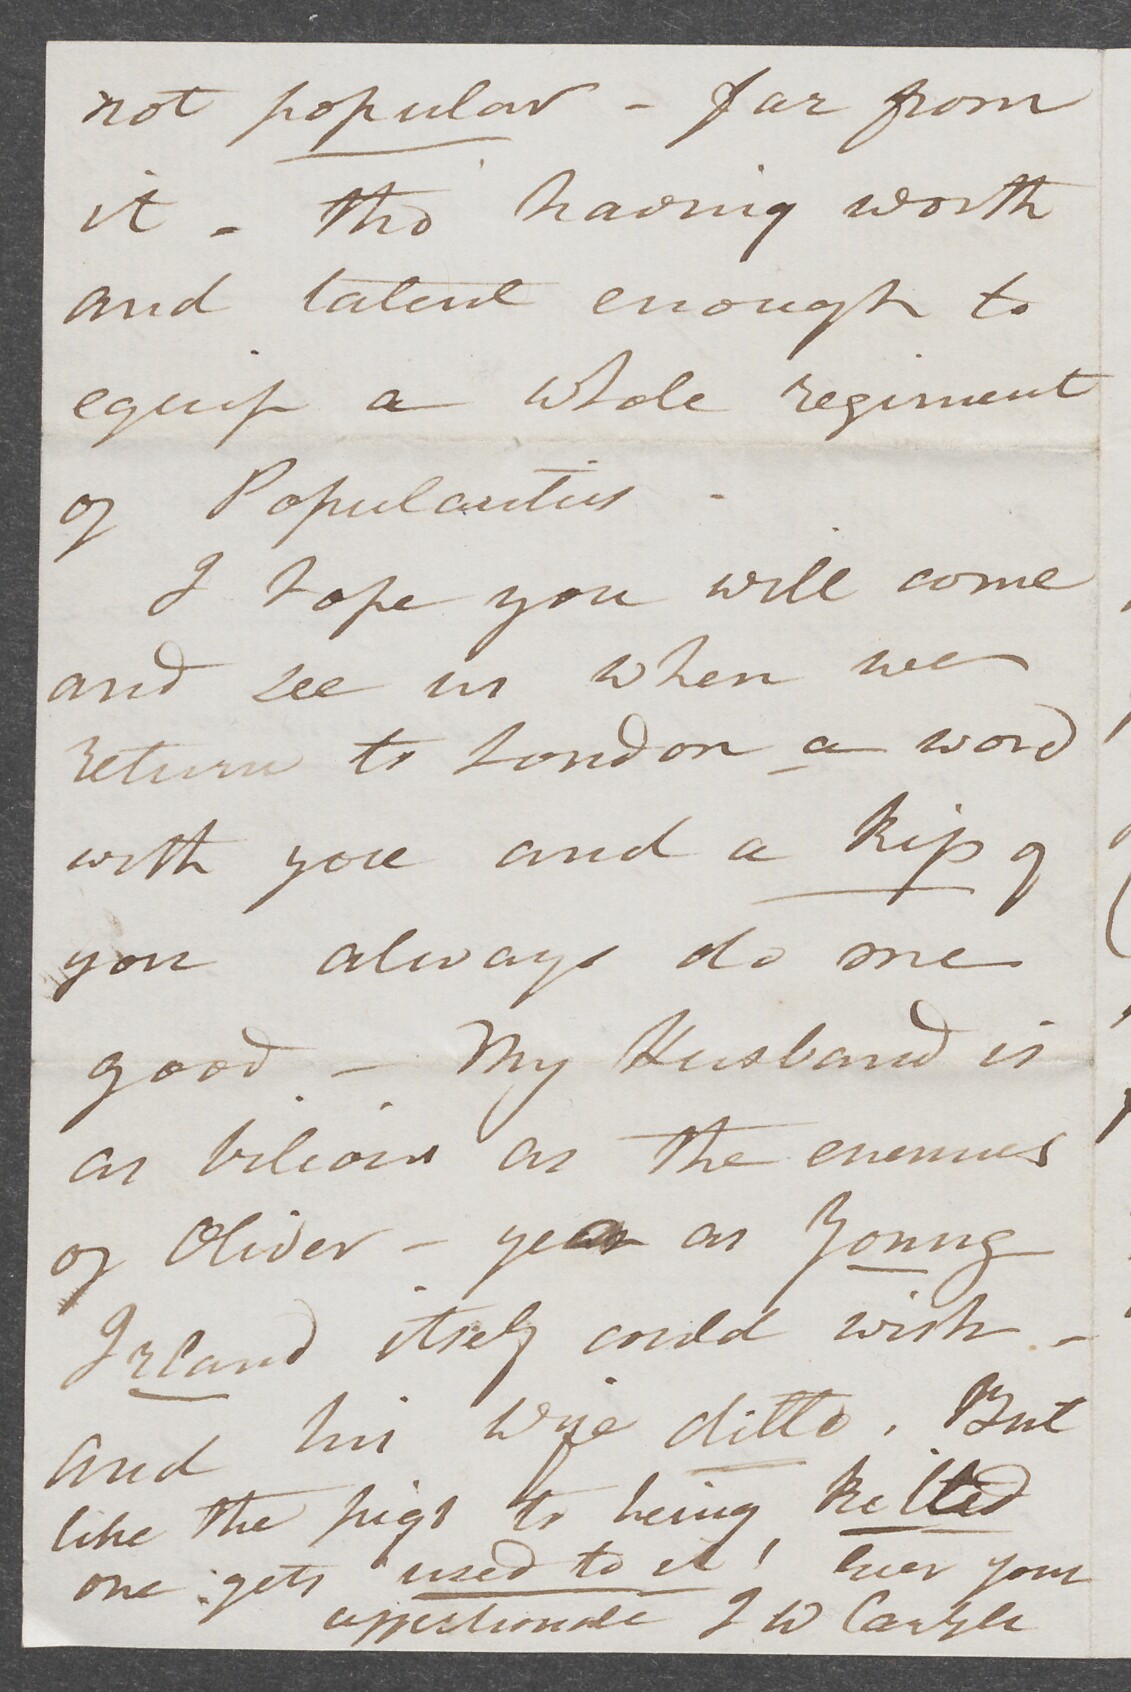 not popular - far from
it - tho' having worth
and talent enough to
equip a whole regiment
of Popularities -
I hope you will come
and see us when we
return to London a word
with you and a kiss of
you always do me
good - My Husband is
as bilious as the enemies
of Oliver - yea as Young
Ireland itself could wish -
and his wife ditto. But
like the pigs to being killed
one gets used to it! Ever your
affectionate J W Carlyle